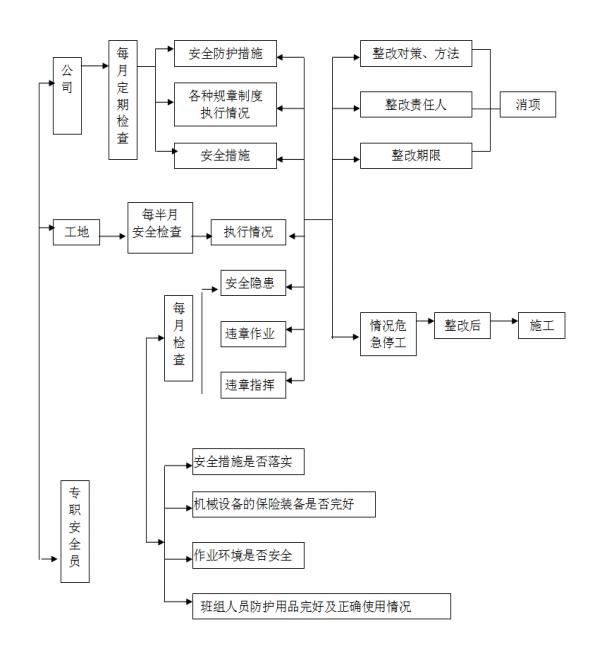 公司
每月定期检查
安全防护措施
各种规章制度
执行情况
安全措施
整改对策、方法
整改责任人
整改期限
消项
工地
每半月
安全检查
执行情况
每月检查
安全隐患
违章作业
违章指挥
情况危
急停工
整改后
施工
专职安全员
安全措施是否落实
机械设备的保险装备是否完好
作业环境是否安全
班组人员防护用品完好及正确使用情况